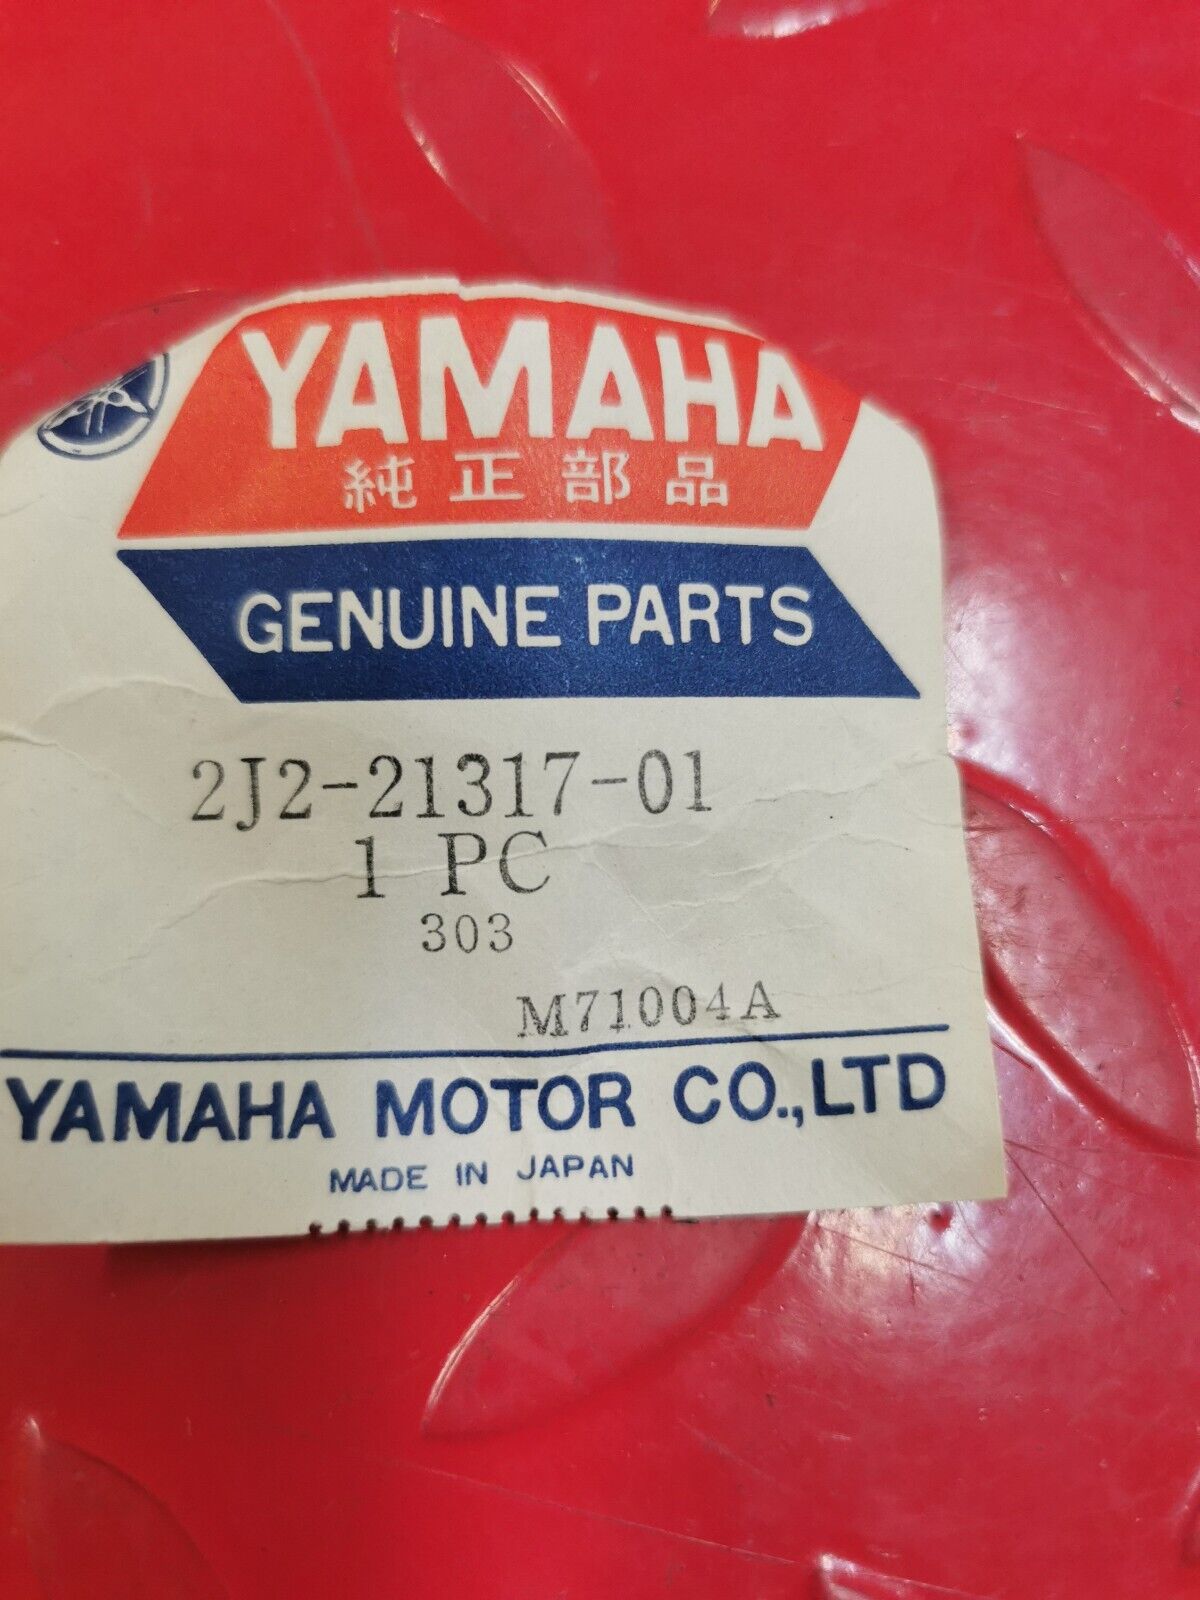 YAMAHA
純正部品
GENUINE PARTS
2J2-21317-01
1 PC
303
M71004A
YAMAHA MOTOR CO.,LTD
MADE IN JAPAN